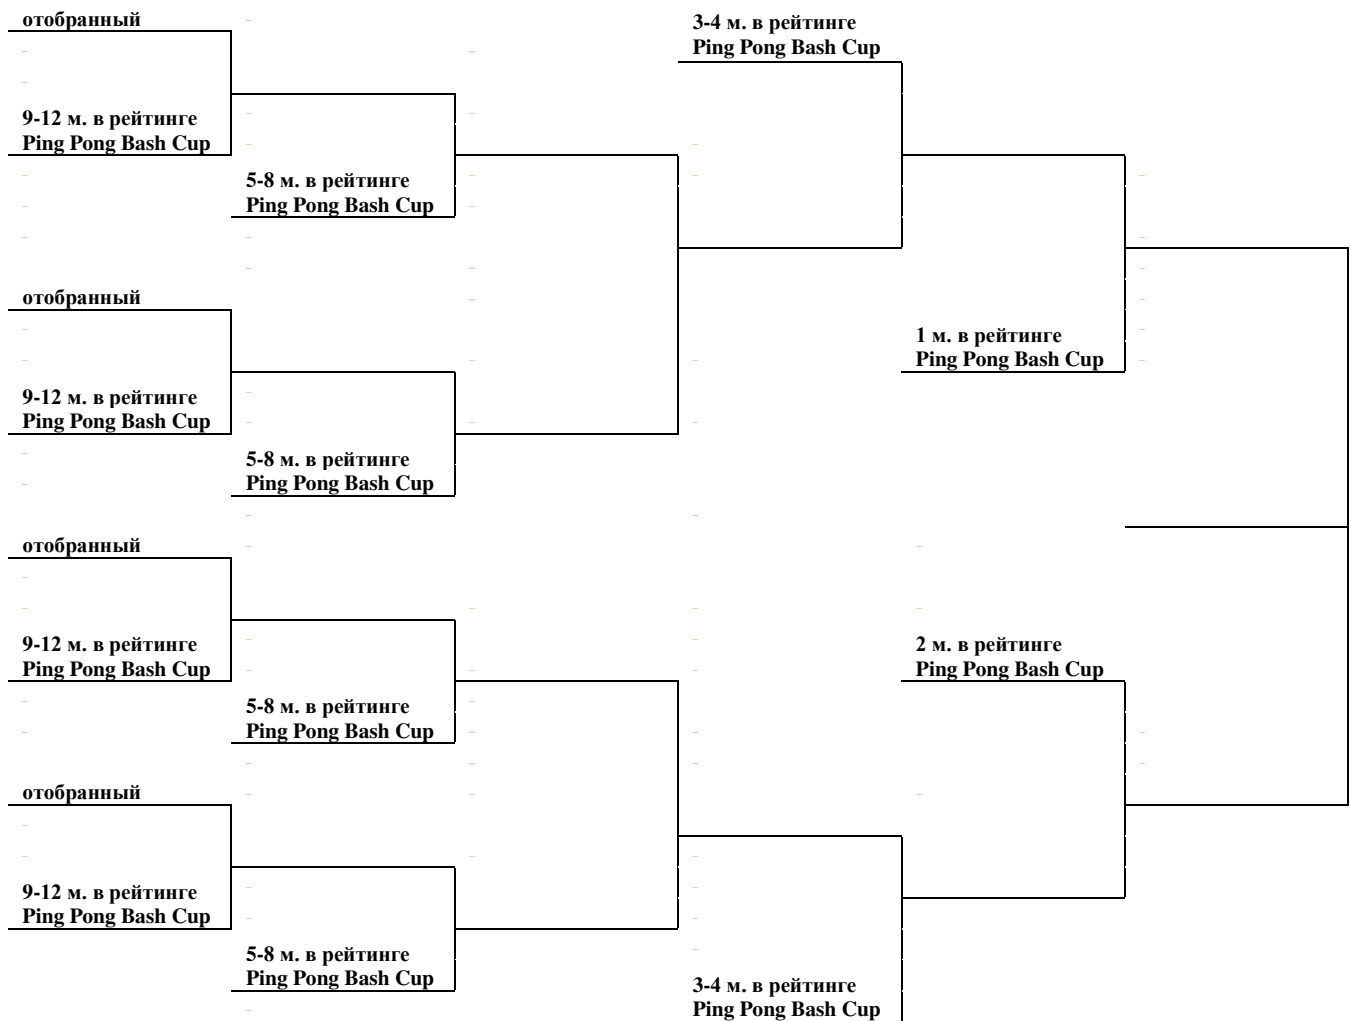 отобранный
3-4 м. в рейтинге
Ping Pong Bash Cup
9-12 м. в рейтинге
Ping Pong Bash Cup
5-8 м. в рейтинге
Ping Pong Bash Cup
отобранный
1 м. в рейтинге
Ping Pong Bash Cup
9-12 м. в рейтинге
Ping Pong Bash Cup
5-8 м. в рейтинге
Ping Pong Bash Cup
отобранный
9-12 м. в рейтинге
Ping Pong Bash Cup
2 м. в рейтинге
Ping Pong Bash Cup
5-8 м. в рейтинге
Ping Pong Bash Cup
отобранный
9-12 м. в рейтинге
Ping Pong Bash Cup
5-8 м. в рейтинге
Ping Pong Bash Cup
3-4 м. в рейтинге
Ping Pong Bash Cup